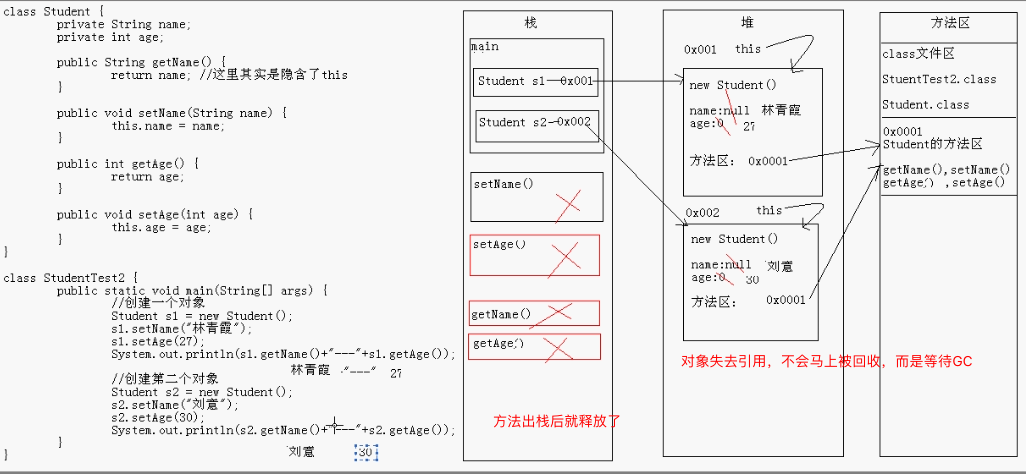 class Student {
private String name;
private int age;
public String getName() {
return name; //这里其实是隐含了this
}
public void setName(String name) {
this.name = name;
}
public int getAge() {
return age;
}
public void setAge(int age) {
this.age = age;
}
}
class StudentTest2 {
public static void main(String[] args) {
//创建一个对象
Student s1 = new Student();
s1.setName("林青霞");
s1.setAge(27);
System.out.println(s1.getName()+"---"+s1.getAge());
林青霞 "---" 27
//创建第二个对象
Student s2 = new Student();
s2.setName("刘意");
s2.setAge(30);
System.out.println(s2.getName()+"---"+s2.getAge());
}
刘意 30
}
栈
main
Student s1--0x001
Student s2--0x002
setName()
setAge()
getName()
getAge()
方法出栈后就释放了
堆
0x001 this
new Student()
name:null 林青霞
age:0 27
方法区: 0x0001
0x002 this
new Student()
name:null 刘意
age:0 30
方法区: 0x0001
对象失去引用，不会马上被回收，而是等待GC
方法区
class文件区
StuentTest2.class
Student.class
0x0001
Student的方法区
getName(),setName()
getAge() ,setAge()